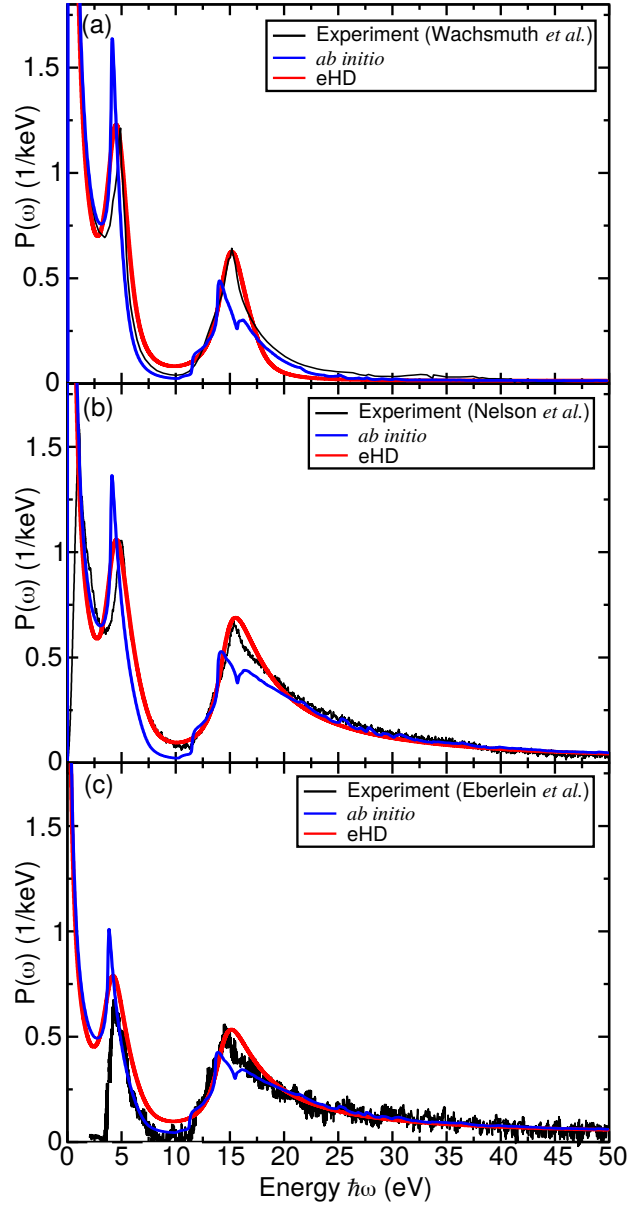 (a)
Experiment (Wachsmuth et al.)
ab initio
eHD
1.5
1
0.5
0
P(ω) (1/keV)
(b)
Experiment (Nelson et al.)
ab initio
eHD
1.5
1
0.5
0
P(ω) (1/keV)
(c)
Experiment (Eberlein et al.)
ab initio
eHD
1.5
1
0.5
0
P(ω) (1/keV)
0 5 10 15 20 25 30 35 40 45 50
Energy ℏω (eV)